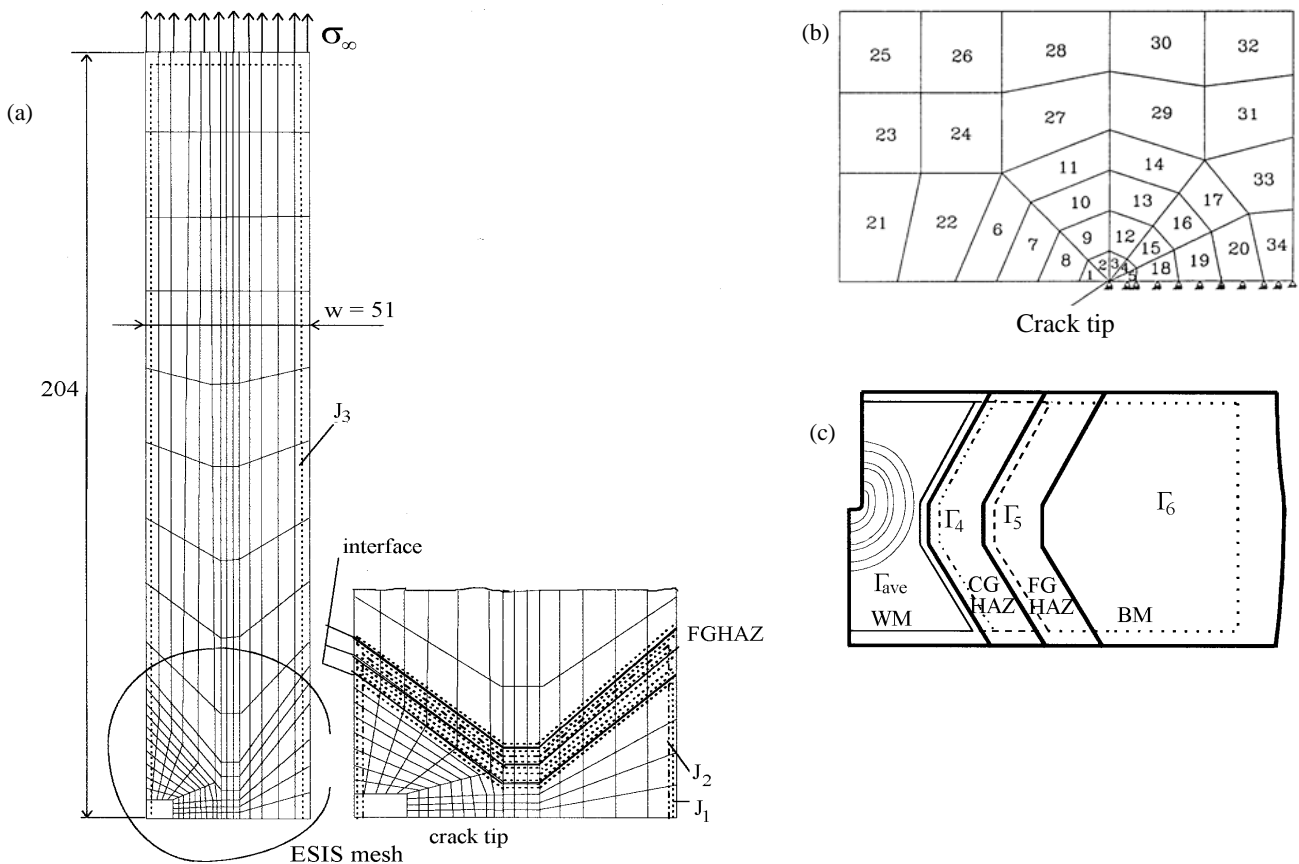 (a)
σ∞
204
w = 51
J3
interface
FGHAZ
J2
J1
crack tip
ESIS mesh
(b)
25 26 28 30 32
23 24 27 29 31
21 22 6 7 8 1 11 10 9 2 14 13 12 3 4 5 17 16 15 18 19 20 33 34
Crack tip
(c)
Γave
WM
Γ4
CG
HAZ
Γ5
FG
HAZ
Γ6
BM